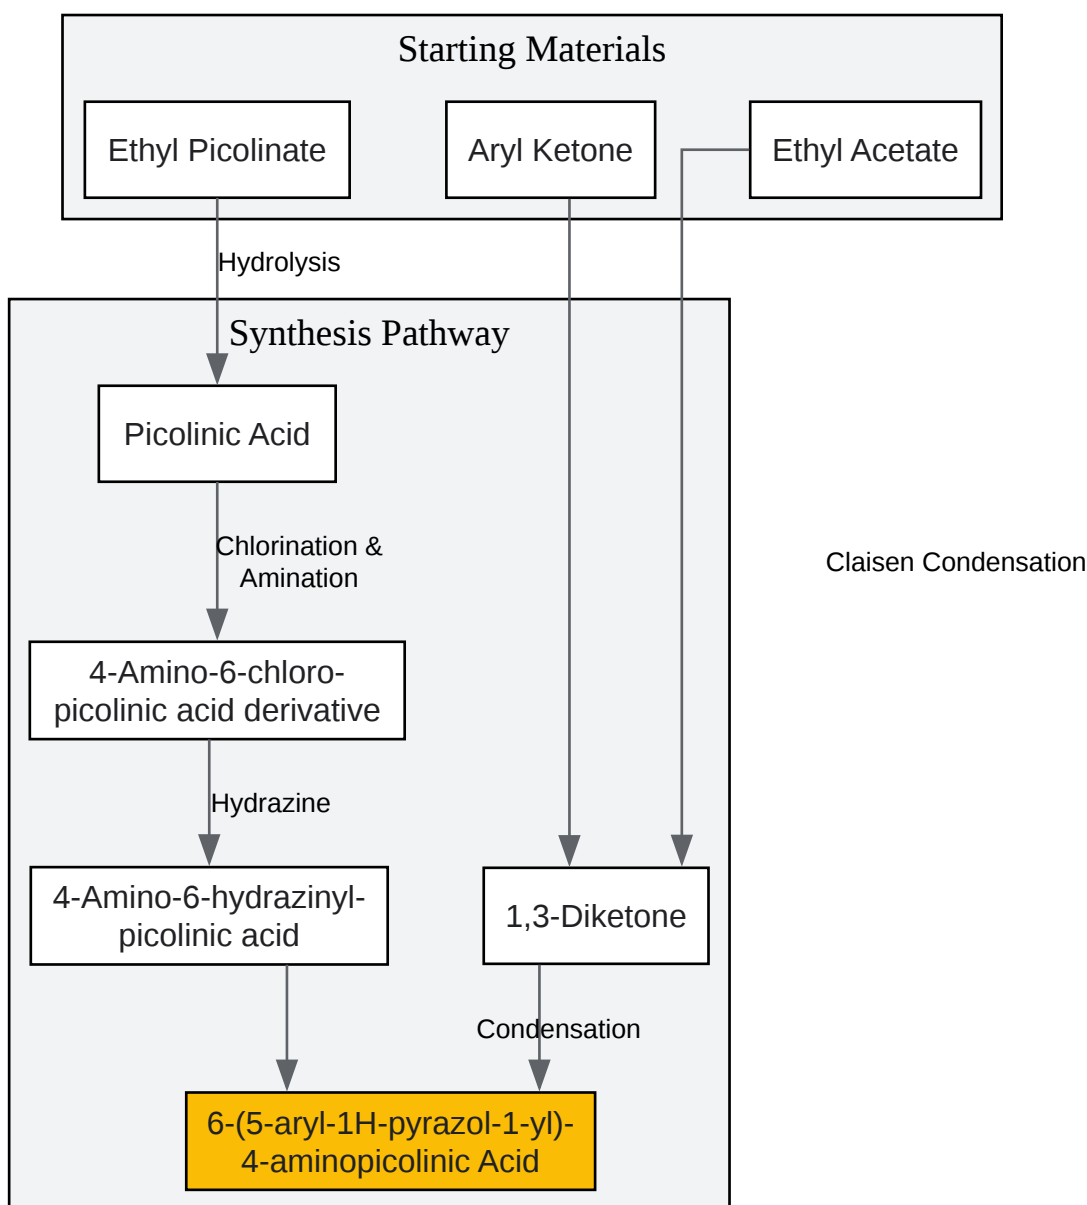 Starting Materials
Ethyl Picolinate
Aryl Ketone
Ethyl Acetate
Hydrolysis
Synthesis Pathway
Picolinic Acid
Chlorination &
Amination
Claisen Condensation
4-Amino-6-chloro-
picolinic acid derivative
Hydrazine
4-Amino-6-hydrazinyl-
picolinic acid
1,3-Diketone
Condensation
6-(5-aryl-1H-pyrazol-1-yl)-
4-aminopicolinic Acid